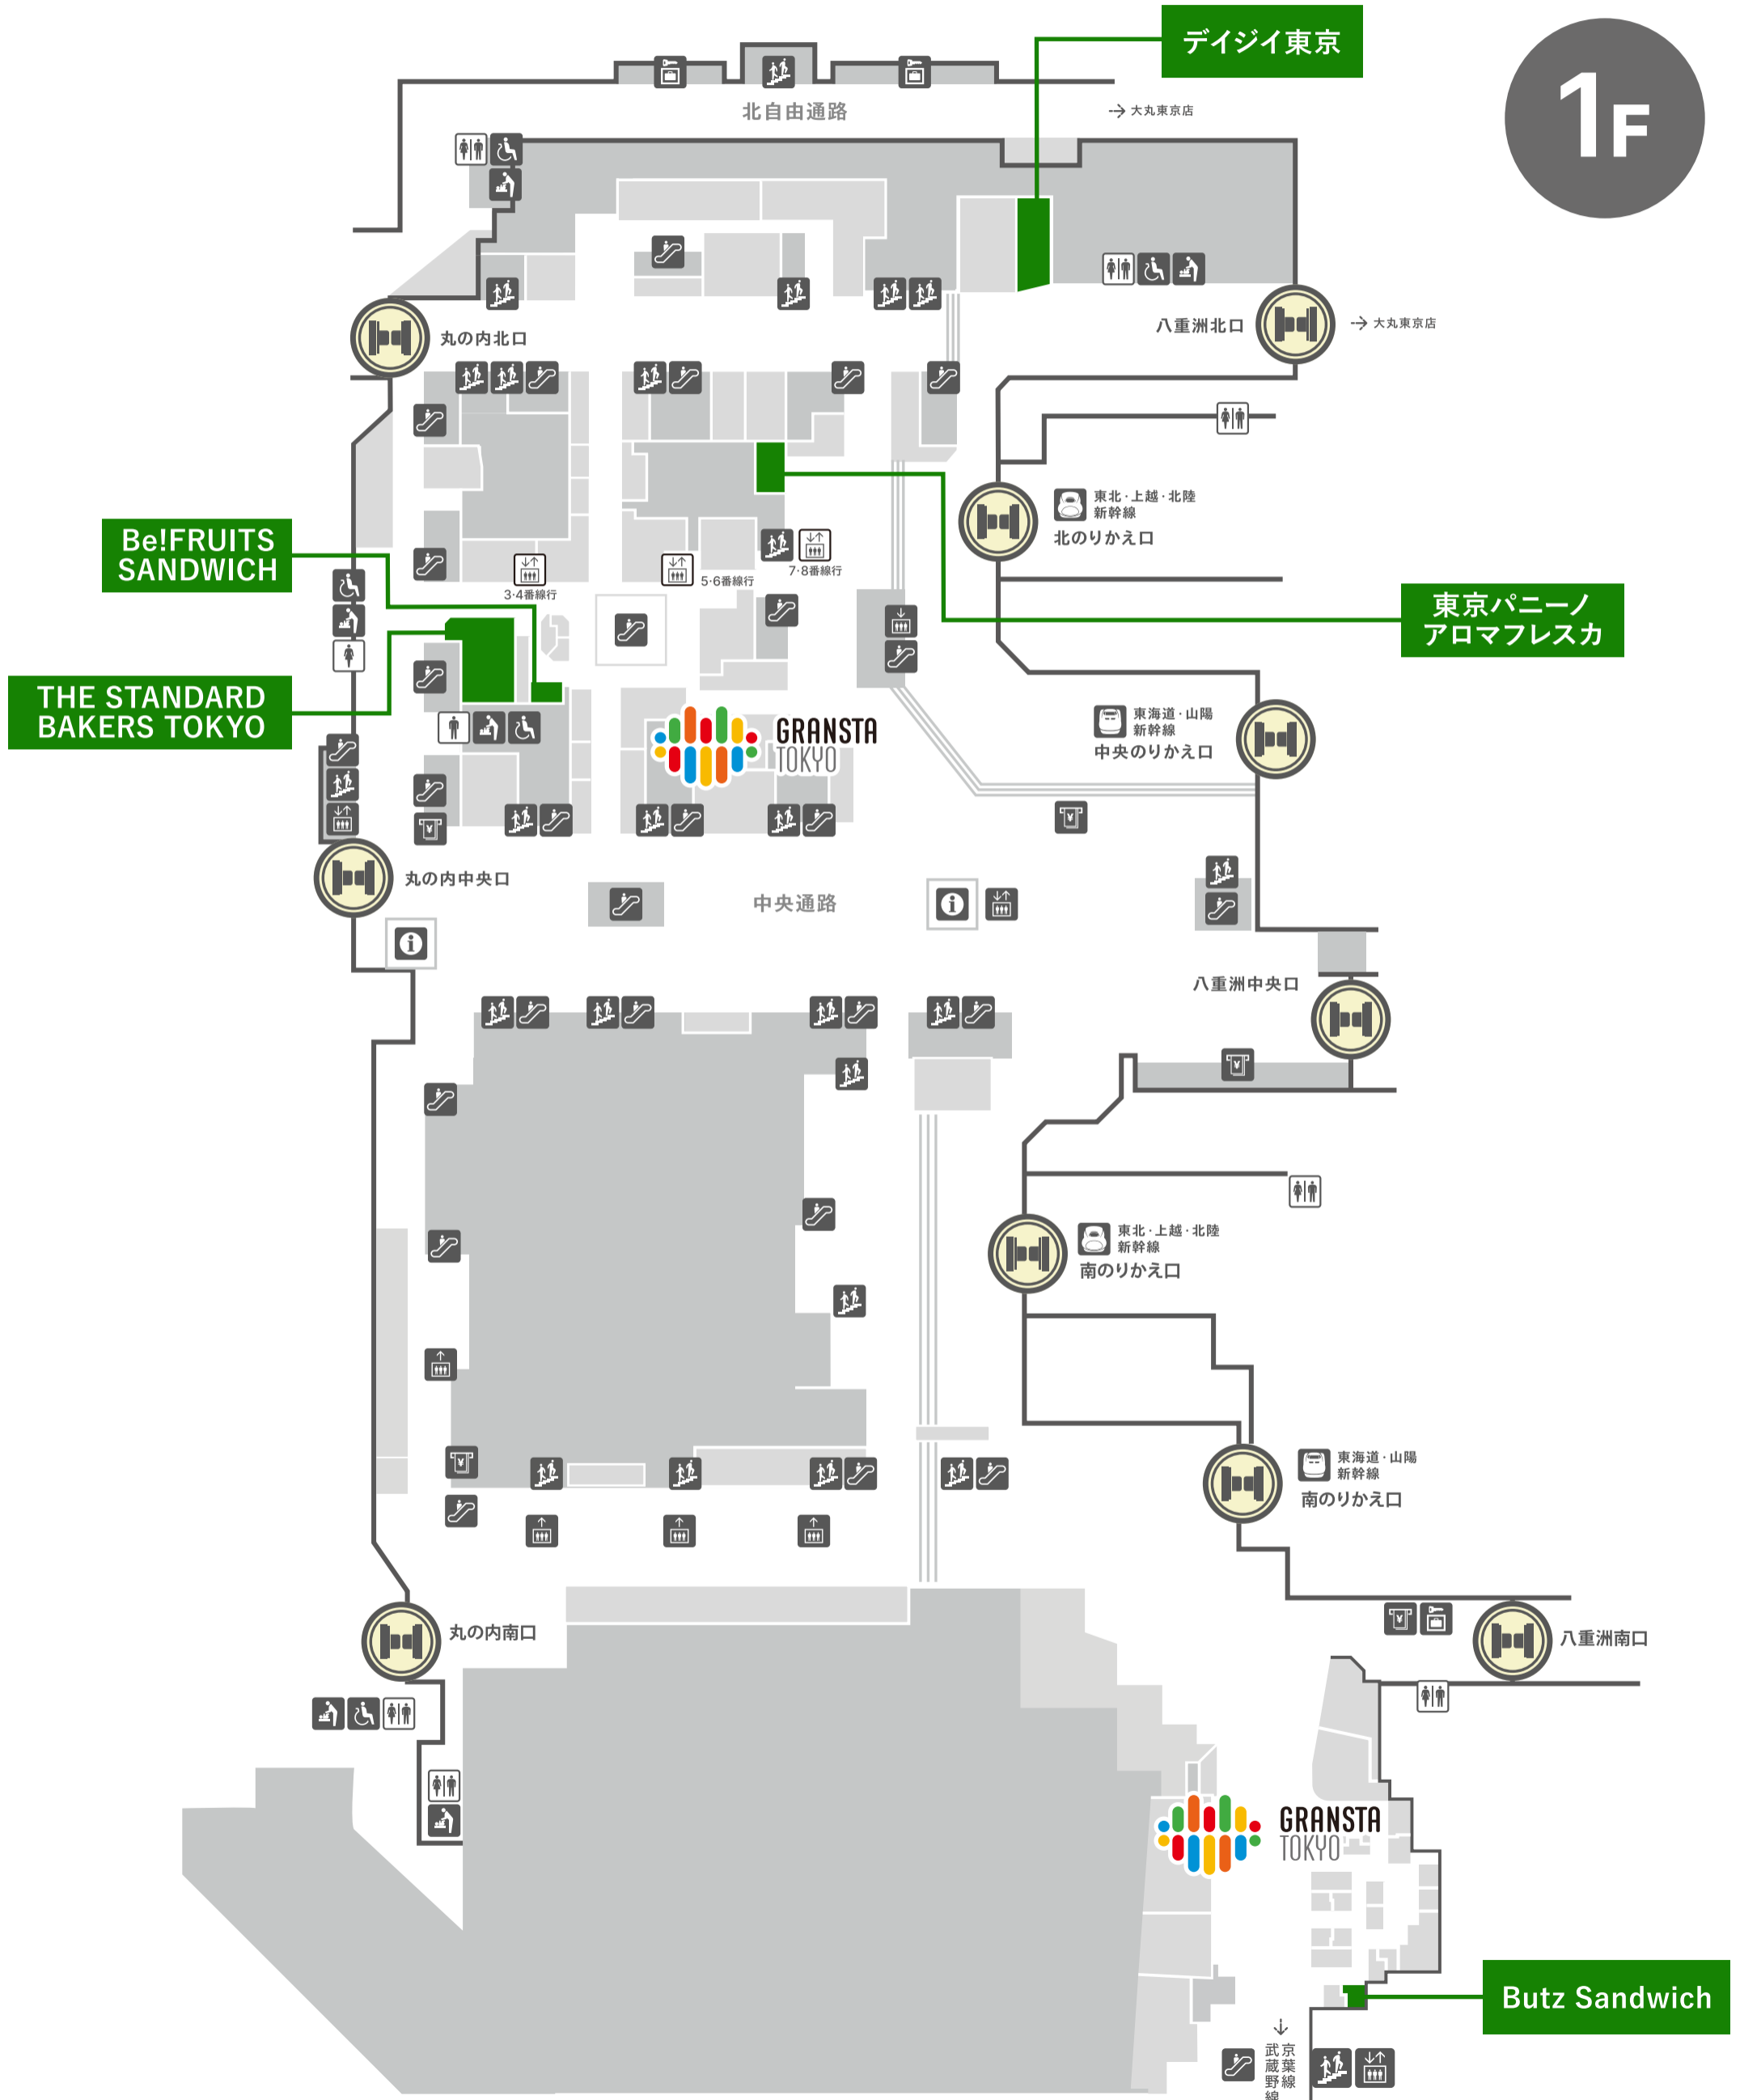 デイジイ東京
1F
北自由通路
大丸東京店
丸の内北口
八重洲北口
大丸東京店
東北・上越・北陸
新幹線
北のりかえ口
Be!FRUITS
SANDWICH
3・4番線行
5・6番線行
7・8番線行
東京パニーノ
アロマフレスカ
THE STANDARD
BAKERS TOKYO
GRANSTA
TOKYO
東海道・山陽
新幹線
中央のりかえ口
丸の内中央口
中央通路
八重洲中央口
東北・上越・北陸
新幹線
南のりかえ口
東海道・山陽
新幹線
南のりかえ口
丸の内南口
八重洲南口
GRANSTA
TOKYO
Butz Sandwich
京葉線
武蔵野線